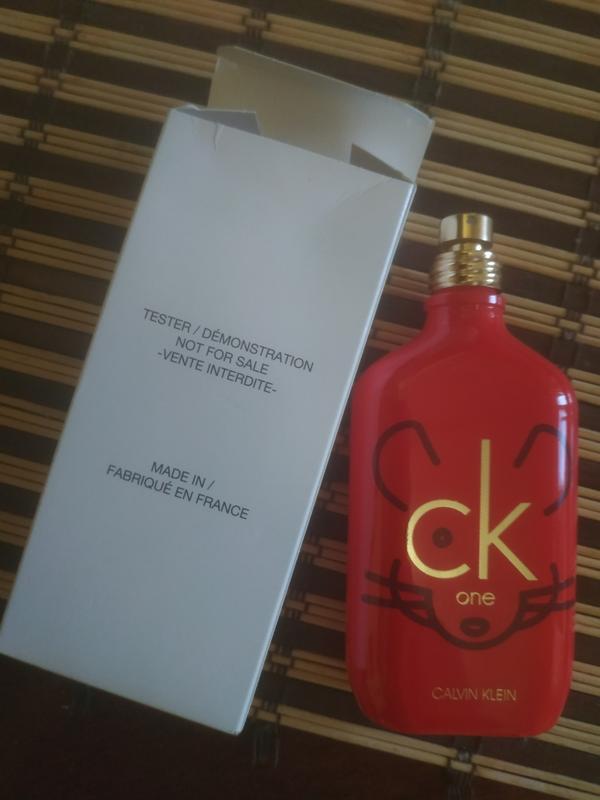 TESTER / DÉMONSTRATION
NOT FOR SALE
-VENTE INTERDITE-
MADE IN /
FABRIQUÉ EN FRANCE
ck
one
CALVIN KLEIN